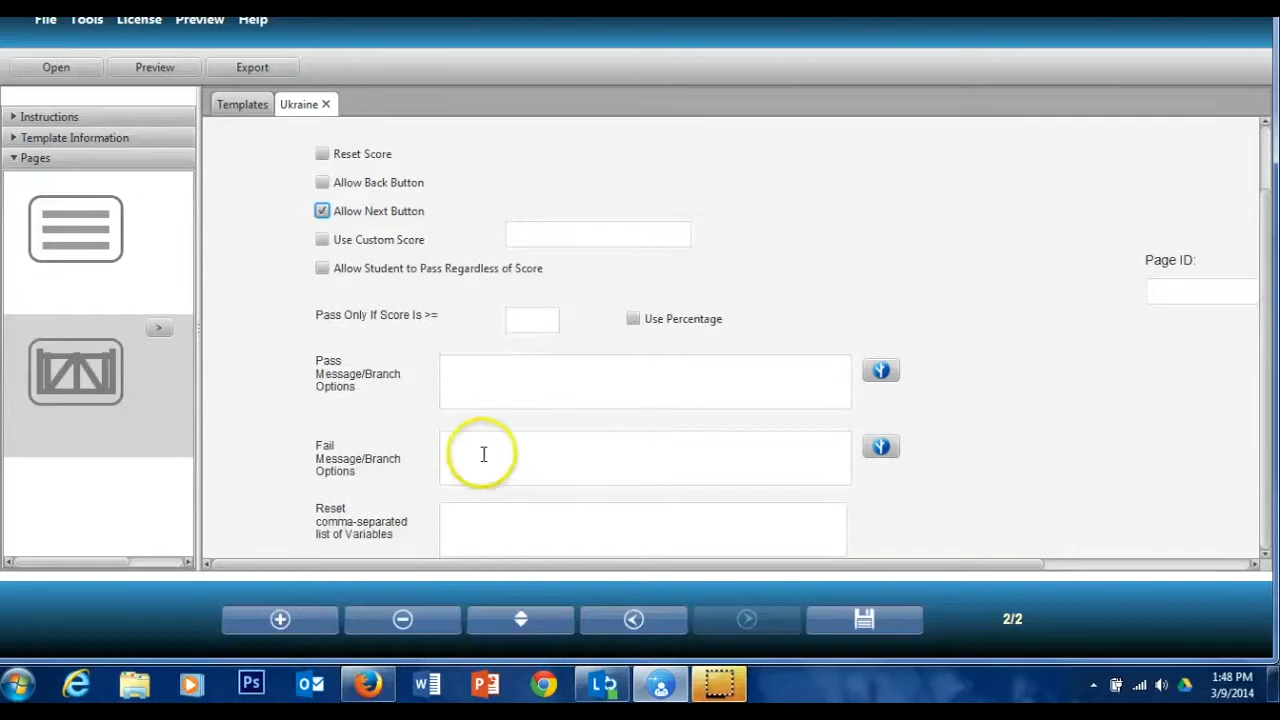 File Tools License Preview Help
Open Preview Export
Templates Ukraine
Instructions
Template Information
Pages
Reset Score
Allow Back Button
Allow Next Button
Use Custom Score
Allow Student to Pass Regardless of Score
Page ID:
Pass Only If Score Is >=
Use Percentage
>
Pass
Message/Branch
Options
Fail
Message/Branch
Options
Reset
comma-separated
list of Variables
2/2
Ps
1:48 PM
3/9/2014